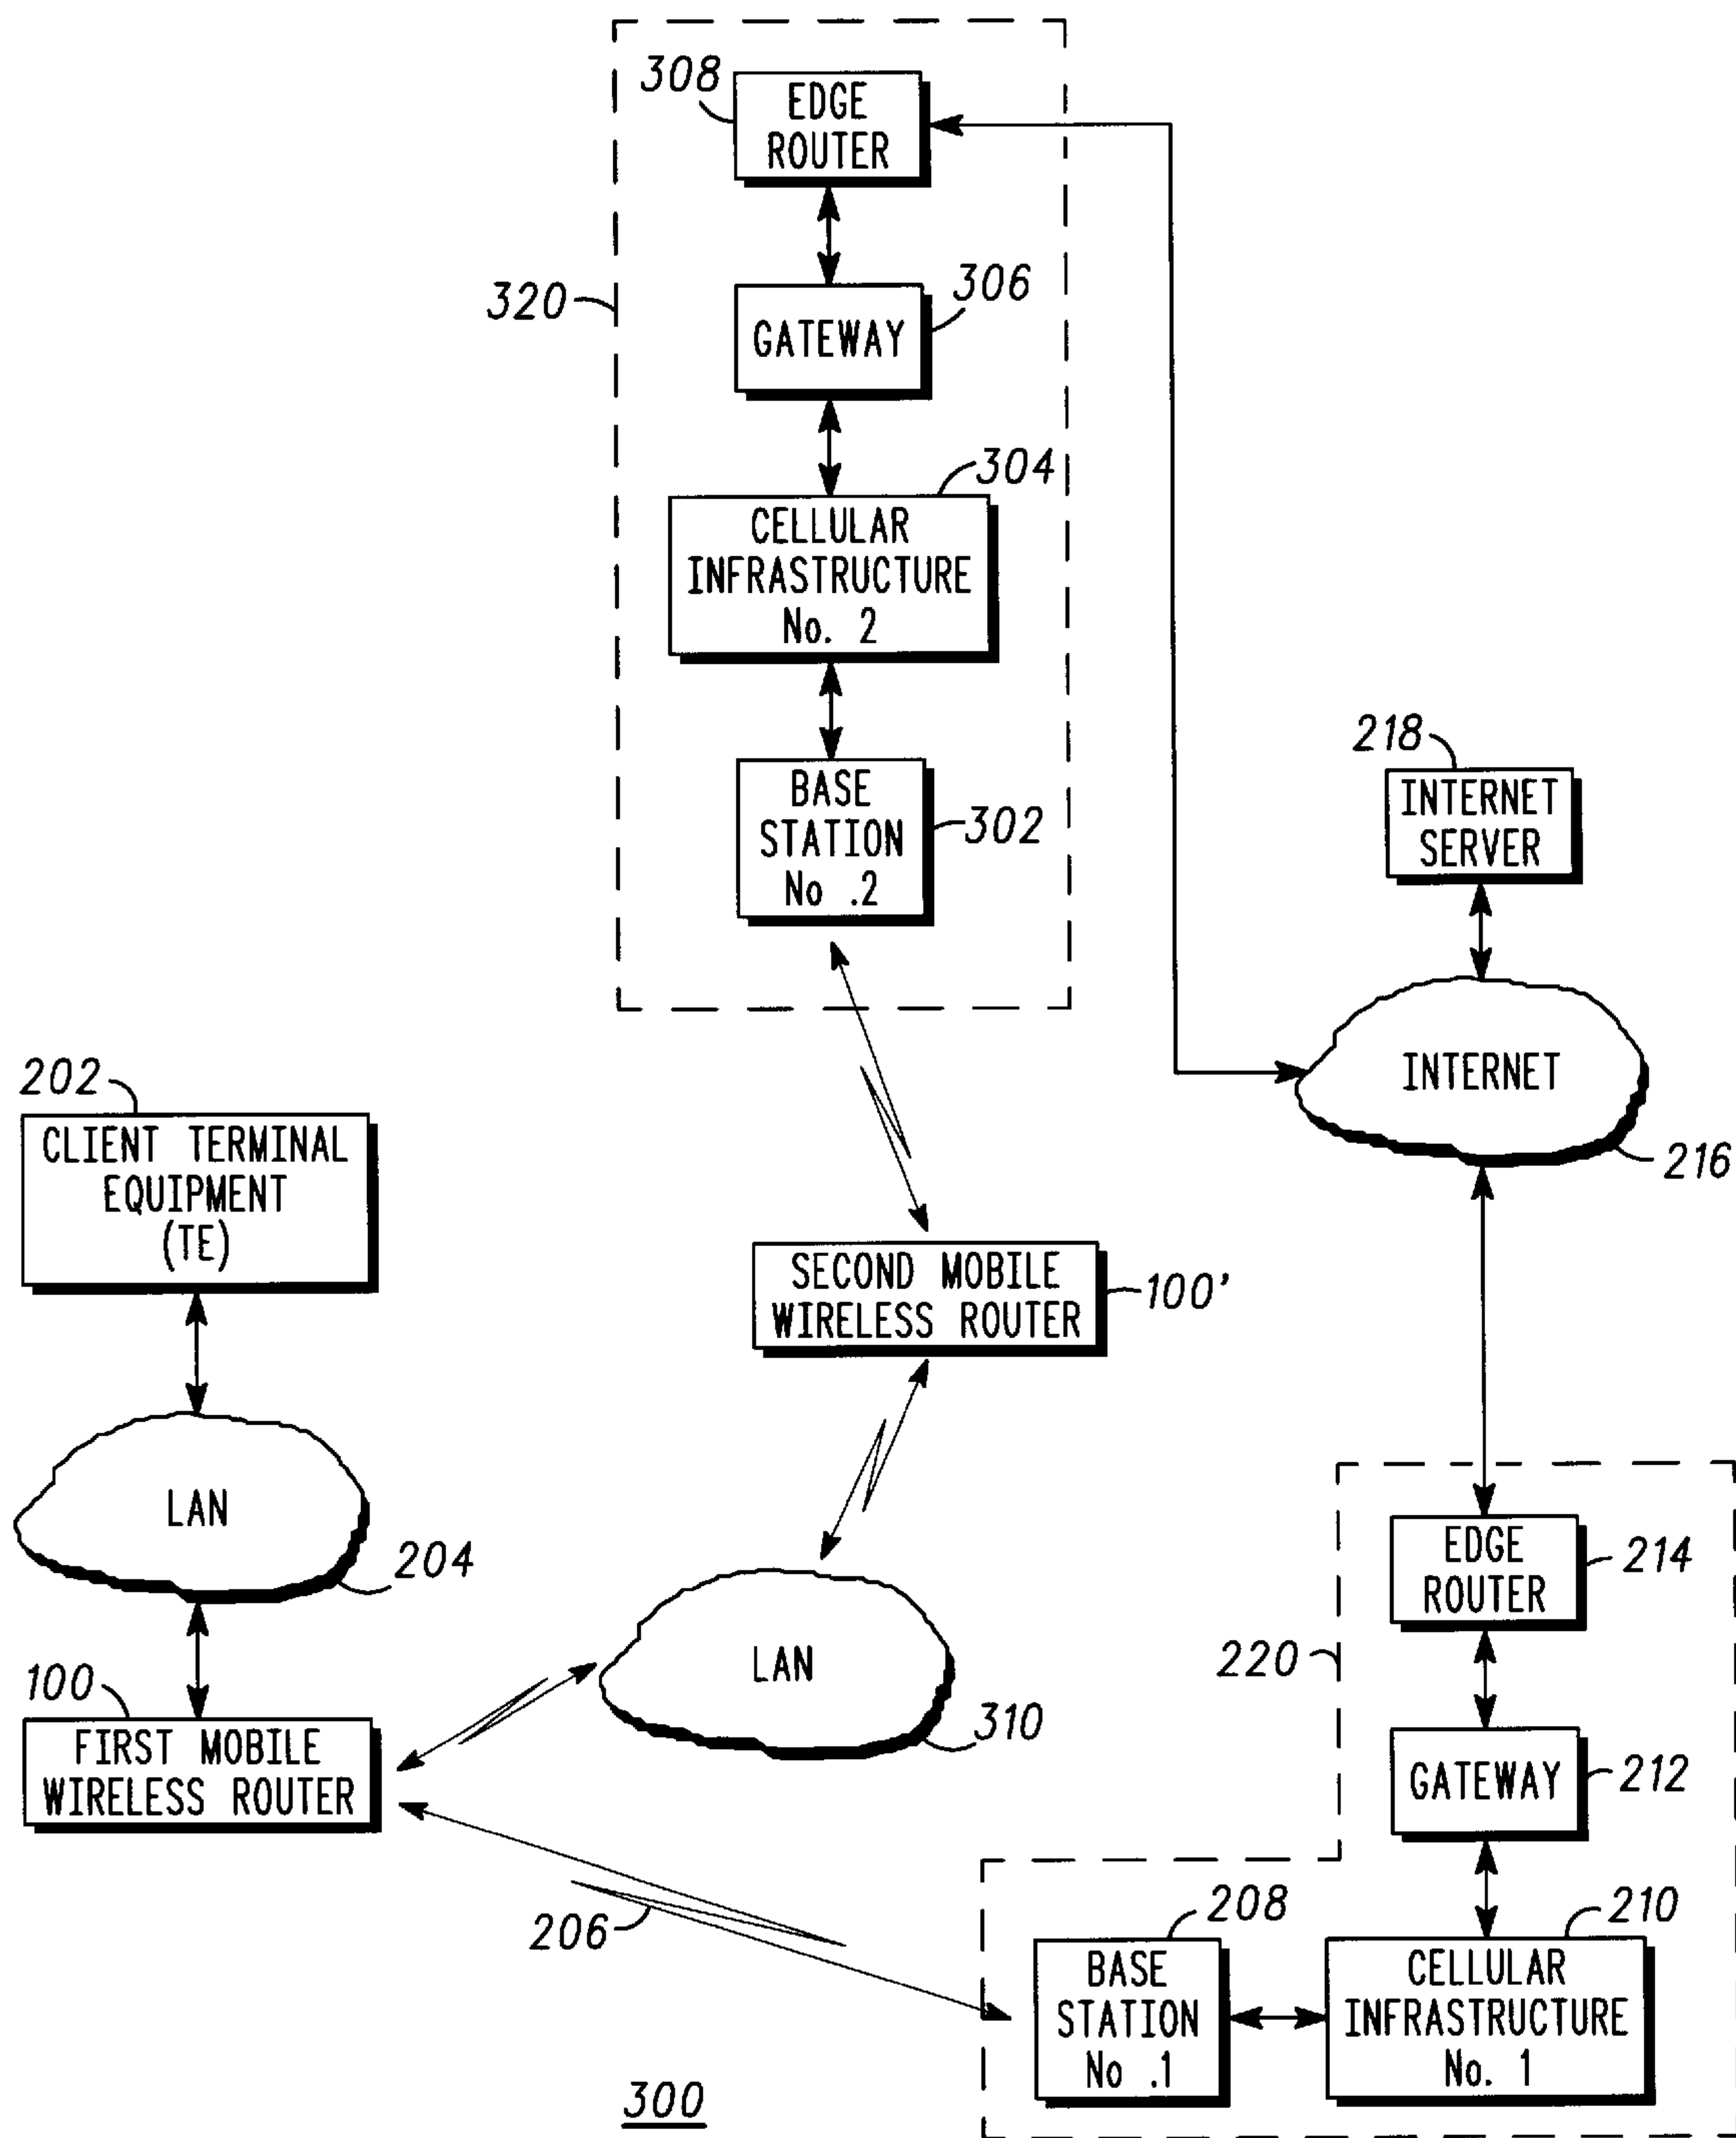 308
EDGE
ROUTER
320
306
GATEWAY
304
CELLULAR
INFRASTRUCTURE
No. 2
BASE
STATION
No .2
302
218
INTERNET
SERVER
INTERNET
216
202
CLIENT TERMINAL
EQUIPMENT
(TE)
SECOND MOBILE
WIRELESS ROUTER
100'
LAN
204
LAN
310
100
FIRST MOBILE
WIRELESS ROUTER
206
EDGE
ROUTER
214
220
GATEWAY
212
208
BASE
STATION
No .1
210
CELLULAR
INFRASTRUCTURE
No. 1
300